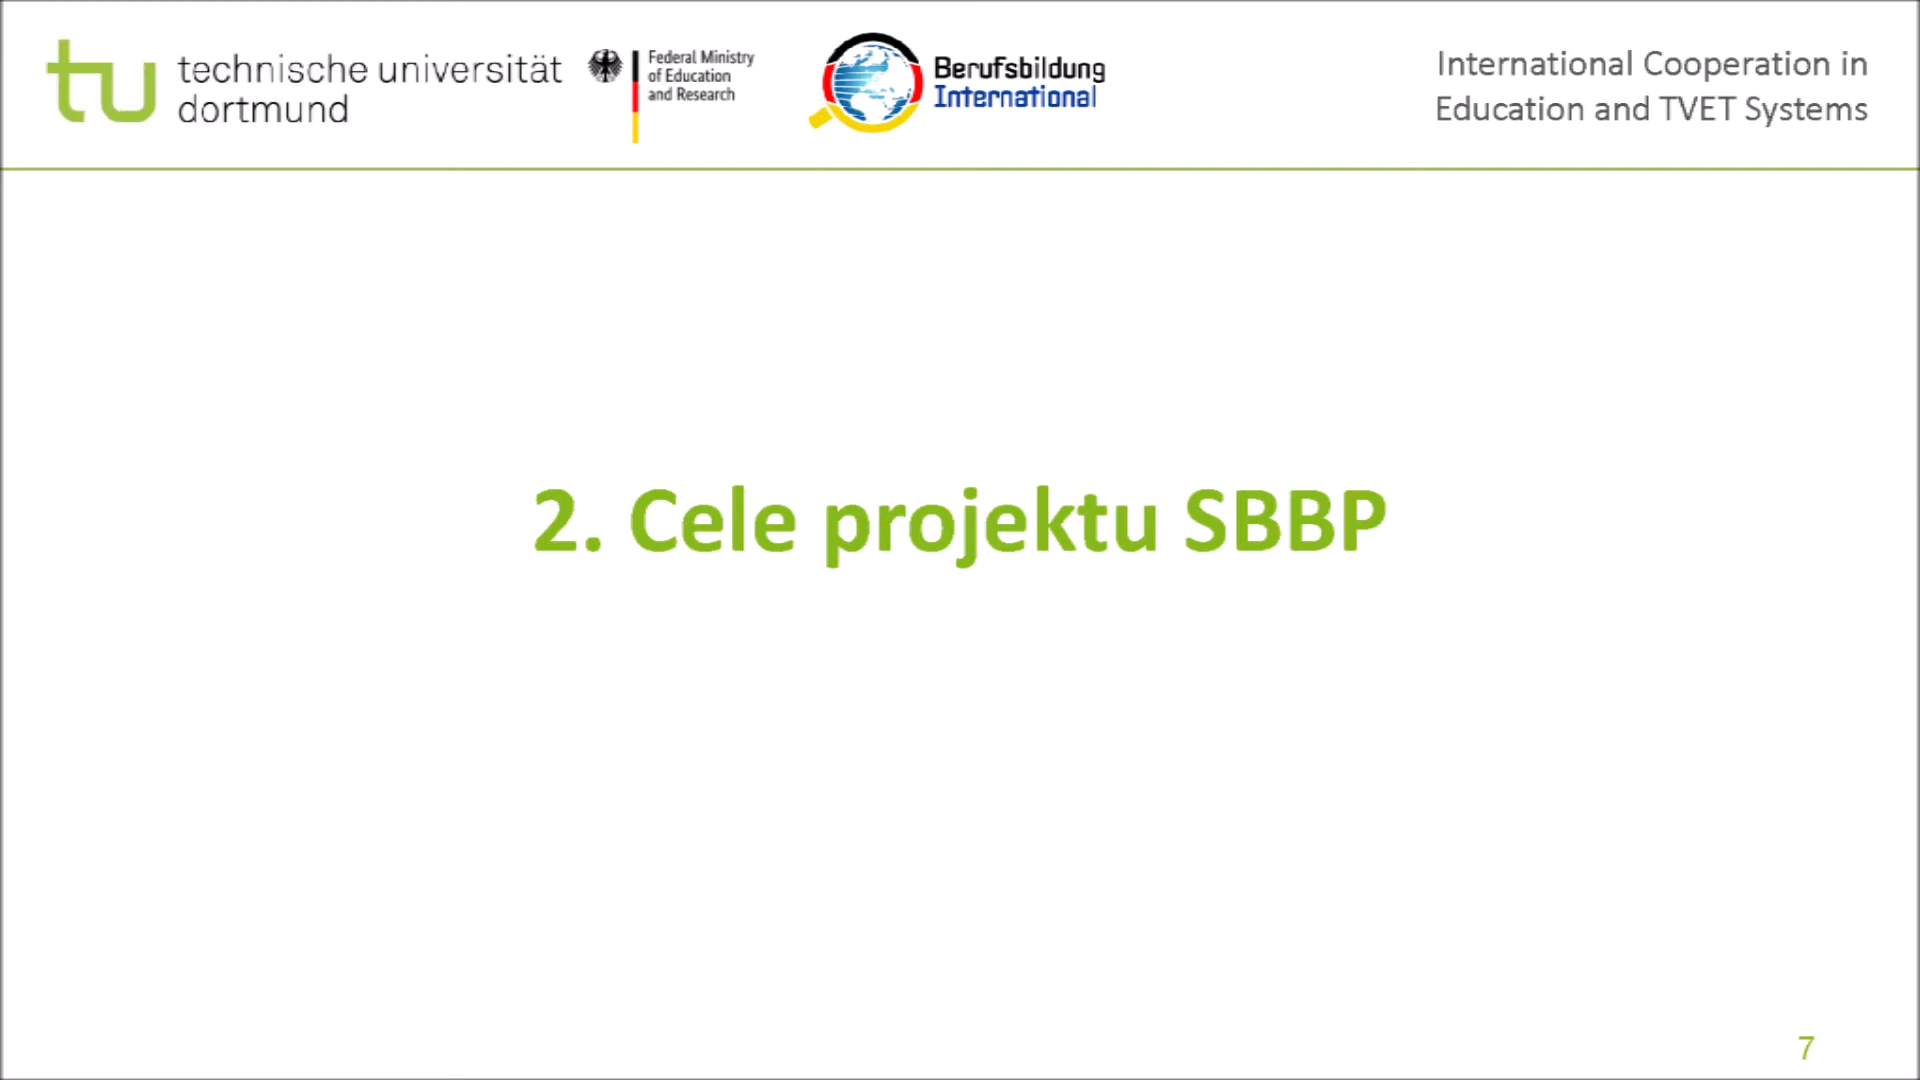 technische universität
dortmund
Federal Ministry
of Education
and Research
Berufsbildung
International
International Cooperation in
Education and TVET Systems
2. Cele projektu SBBP
7